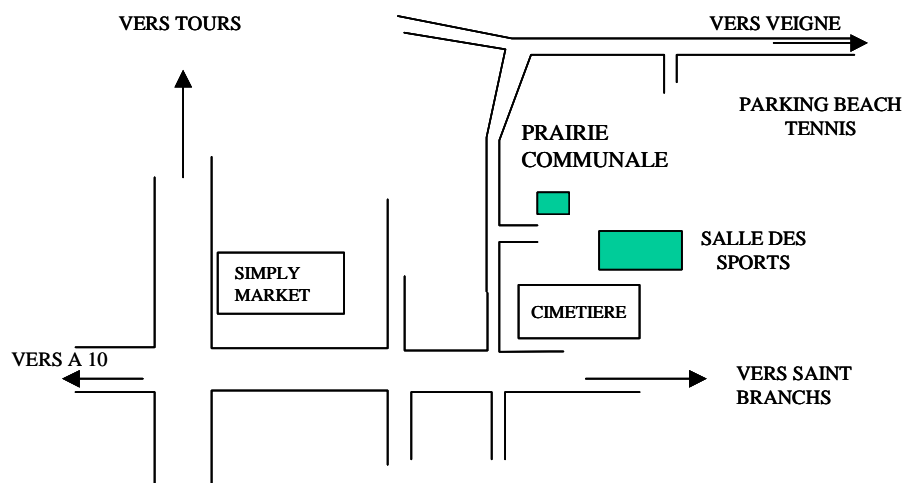 VERS TOURS
VERS VEIGNE
PARKING BEACH
TENNIS
PRAIRIE
COMMUNALE
SALLE DES
SPORTS
SIMPLY
MARKET
CIMETIERE
VERS A 10
VERS SAINT
BRANCHS